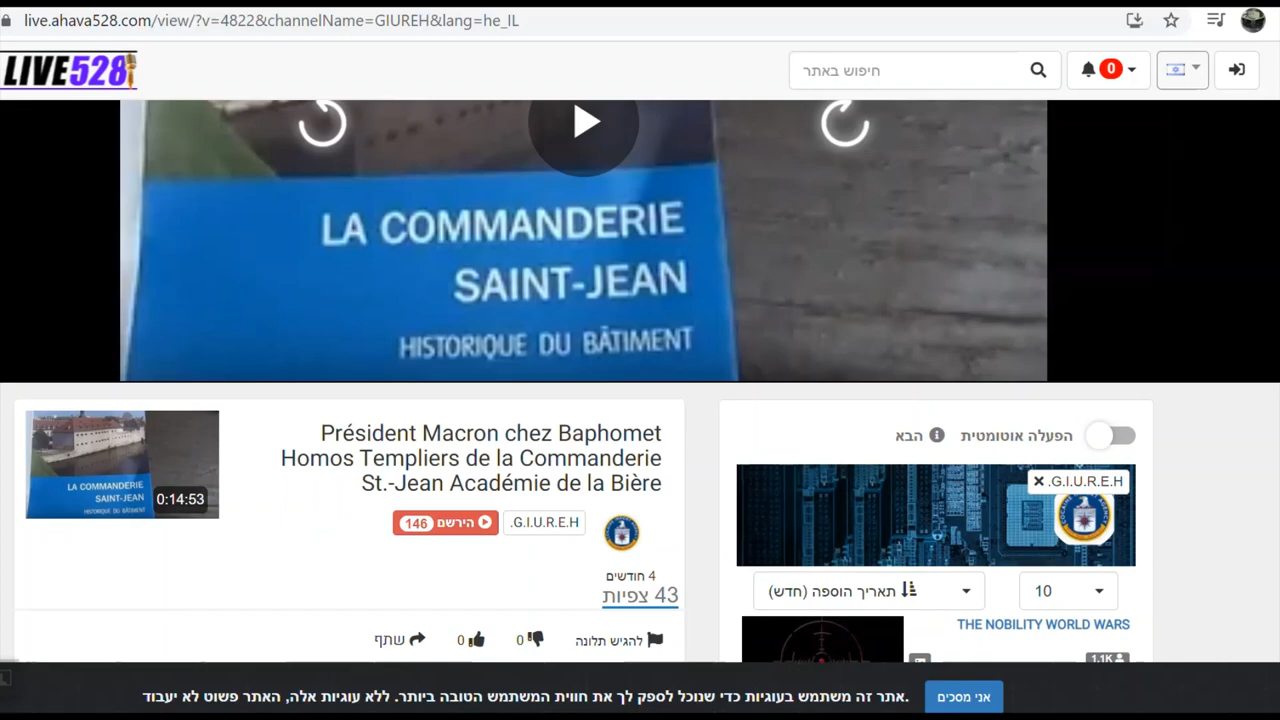 live.ahava528.com/view/?v=4822&channelName=GIUREH&lang=he_IL
LIVE528
חיפוש באתר
0
LA COMMANDERIE
SAINT-JEAN
HISTORIQUE DU BÂTIMENT
LA COMMANDERIE
SAINT-JEAN
HISTORIQUE DU BÂTIMENT
0:14:53
Président Macron chez Baphomet
Homos Templiers de la Commanderie
St.-Jean Académie de la Bière
הירשם 146
G.I.U.R.E.H.
4 חודשים
43 צפיות
להגיש תלונה
0
0
שתף
הפעלה אוטומטית
הבא
G.I.U.R.E.H.
תאריך הוספה (חדש)
10
THE NOBILITY WORLD WARS
1.1K
אתר זה משתמש בעוגיות כדי שנוכל לספק לך את חווית המשתמש הטובה ביותר. ללא עוגיות אלה, האתר פשוט לא יעבוד.
אני מסכים